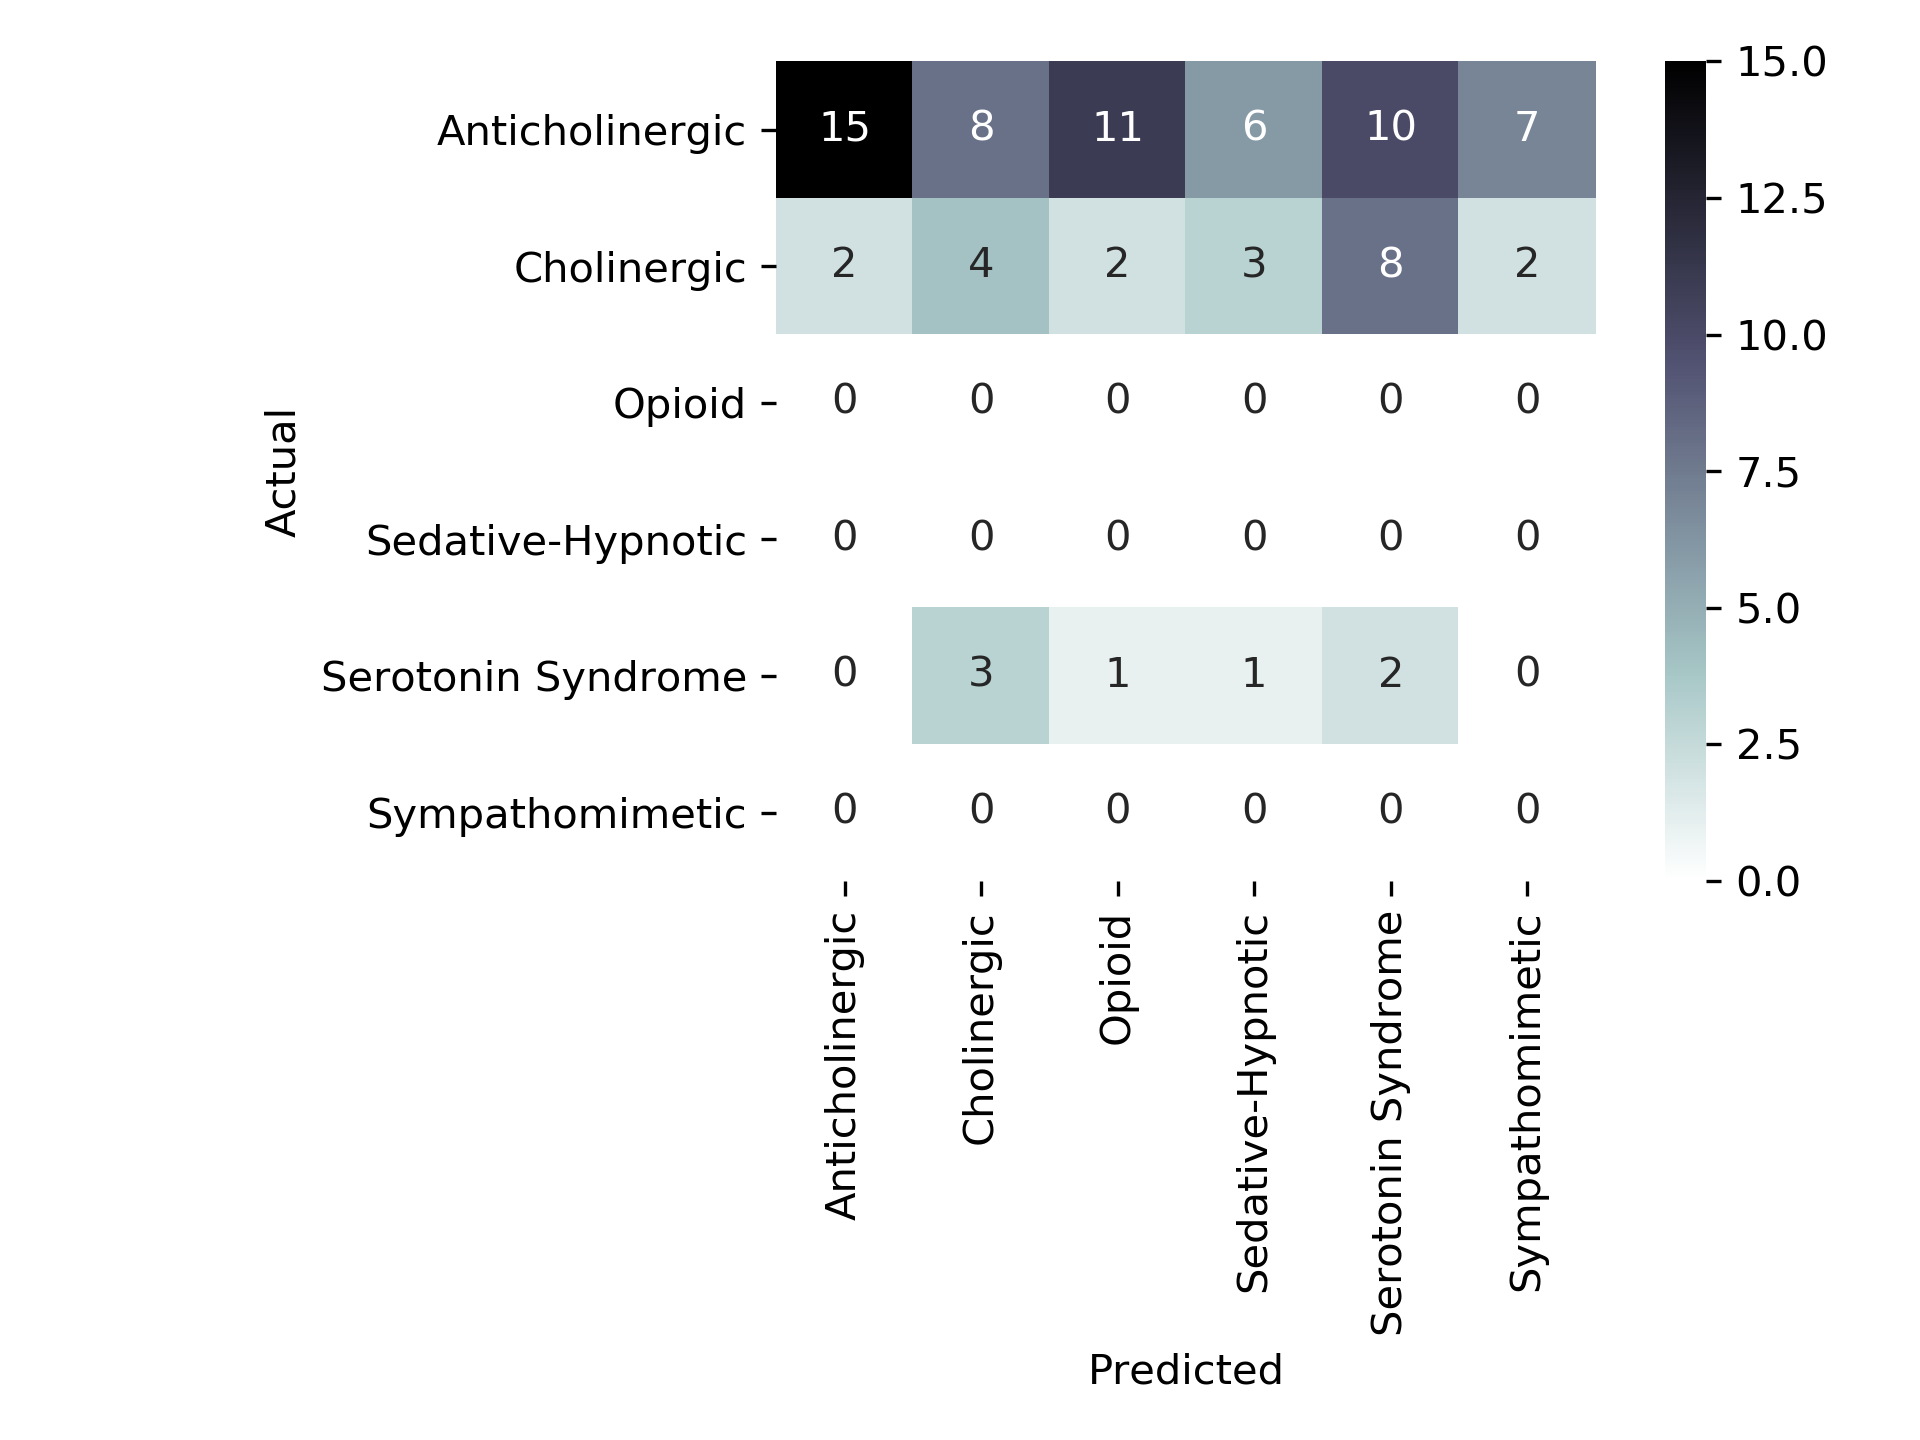 Anticholinergic 15 8 11 6 10 7
Cholinergic 2 4 2 3 8 2
Opioid 0 0 0 0 0 0
Sedative-Hypnotic 0 0 0 0 0 0
Serotonin Syndrome 0 3 1 1 2 0
Sympathomimetic 0 0 0 0 0 0
Actual
Anticholinergic
Cholinergic
Opioid
Sedative-Hypnotic
Serotonin Syndrome
Sympathomimetic
Predicted
15.0
12.5
10.0
7.5
5.0
2.5
0.0